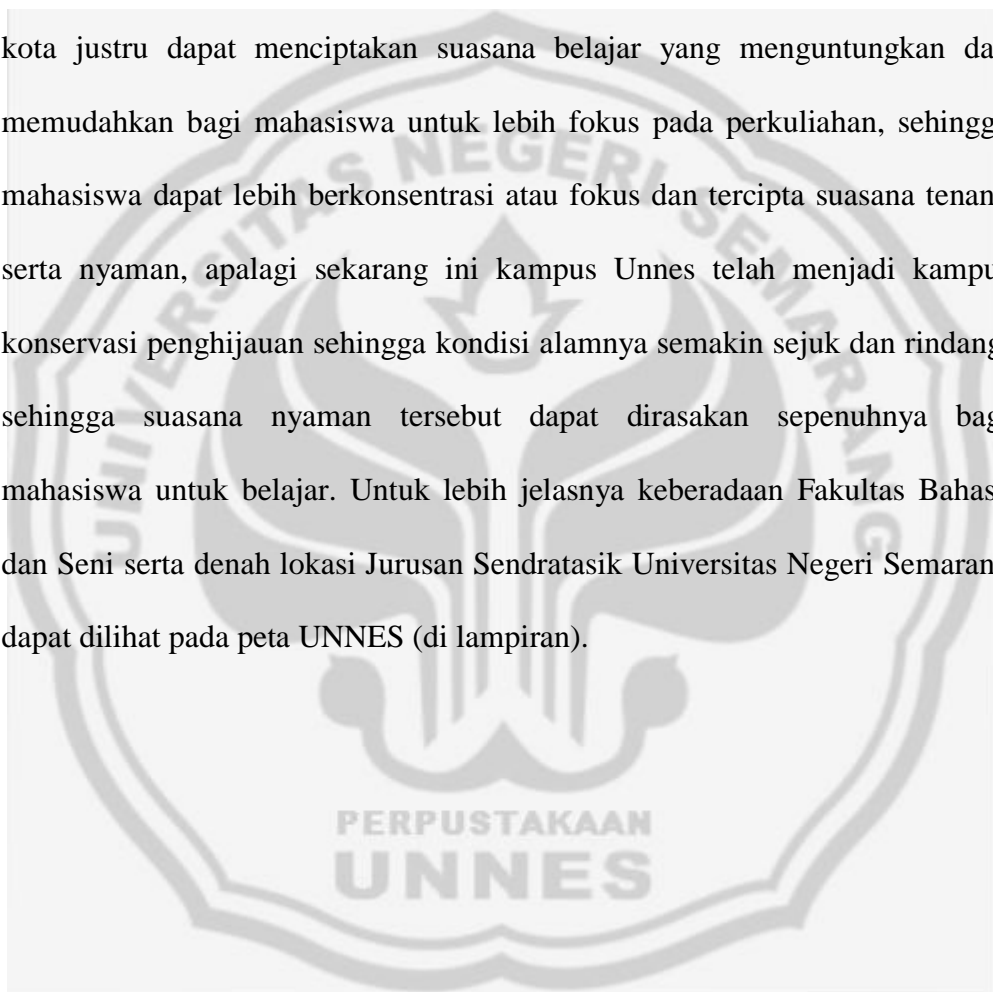 kota justru dapat menciptakan suasana belajar yang menguntungkan da
memudahkan bagi mahasiswa untuk lebih fokus pada perkuliahan, sehingg
mahasiswa dapat lebih berkonsentrasi atau fokus dan tercipta suasana tenan
serta nyaman, apalagi sekarang ini kampus Unnes telah menjadi kampu
konservasi penghijauan sehingga kondisi alamnya semakin sejuk dan rindang
sehingga suasana nyaman tersebut dapat dirasakan sepenuhnya bag
mahasiswa untuk belajar. Untuk lebih jelasnya keberadaan Fakultas Bahas
dan Seni serta denah lokasi Jurusan Sendratasik Universitas Negeri Semaran
dapat dilihat pada peta UNNES (di lampiran).
UNIVERSITAS NEGERI SEMARANG
PERPUSTAKAAN
UNNES